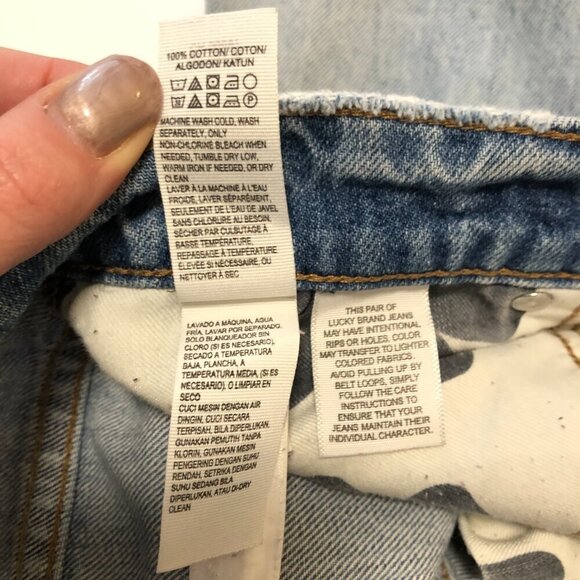 100% COTTON/ COTON/
ALGODON/ KATUN
MACHINE WASH COLD, WASH
SEPARATELY, ONLY
NON-CHLORINE BLEACH WHEN
NEEDED, TUMBLE DRY LOW,
WARM IRON IF NEEDED, OR DRY
CLEAN
LAVER À LA MACHINE À L'EAU
FROIDE, LAVER SÉPARÉMENT,
SEULEMENT DE L'EAU DE JAVEL
SANS CHLORURE AU BESOIN,
SÉCHER PAR CULSUTAGE À
BASSE TEMPÉRATURE,
REPASSAGE À TEMPÉRATURE
ÉLEVÉE SI NÉCESSAIRE, OU
NETTOYER À SEC
LAVADO A MÁQUINA, AGUA
FRIA, LAVAR POR SEPARADO,
SÓLO BLANQUEADOR SIN
CLORO (SI ES NECESARIO),
SECADO A TEMPERATURA
BAJA, PLANCHA, À
TEMPERATURA MEDIA, (SI ES
NECESARIO), O LIMPIAR EN
SECO
CUCI MESIN DENGAN AIR
DINGIN, CUCI SECARA
TERPISAH, BILA DIPERLUKAN,
GUNAKAN PEMUTIH TANPA
KLORIN, GUNAKAN MESIN
PENGERING DENGAN SUHU
RENDAH, SETRIKA DENGAN
SUHU SEDANG BILA
DIPERLUKAN, ATAU DI-DRY
CLEAN
THIS PAIR OF
LUCKY BRAND JEANS
MAY HAVE INTENTIONAL
RIPS OR HOLES. COLOR
MAY TRANSFER TO LIGHTER
COLORED FABRICS.
AVOID PULLING UP BY
BELT LOOPS, SIMPLY
FOLLOW THE CARE
INSTRUCTIONS TO
ENSURE THAT YOUR
JEANS MAINTAIN THEIR
INDIVIDUAL CHARACTER.